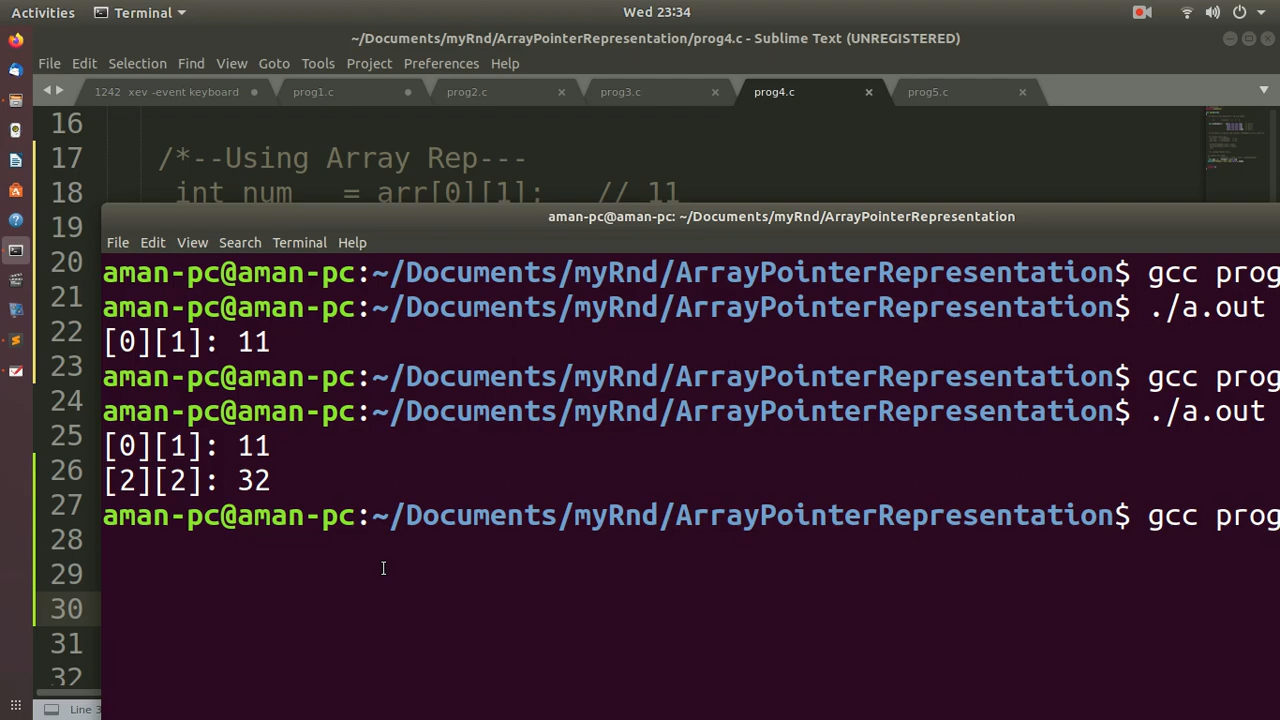 Activities Terminal Wed 23:34
~/Documents/myRnd/ArrayPointerRepresentation/prog4.c - Sublime Text (UNREGISTERED)
File Edit Selection Find View Goto Tools Project Preferences Help
1242 xev -event keyboard prog1.c prog2.c prog3.c prog4.c prog5.c
16
17 /*--Using Array Rep---
18 int num = arr[0][1]; // 11
19
aman-pc@aman-pc: ~/Documents/myRnd/ArrayPointerRepresentation
File Edit View Search Terminal Help
20
aman-pc@aman-pc:~/Documents/myRnd/ArrayPointerRepresentation$ gcc prog
21
aman-pc@aman-pc:~/Documents/myRnd/ArrayPointerRepresentation$ ./a.out
22
[0][1]: 11
23
aman-pc@aman-pc:~/Documents/myRnd/ArrayPointerRepresentation$ gcc prog
24
aman-pc@aman-pc:~/Documents/myRnd/ArrayPointerRepresentation$ ./a.out
25
[0][1]: 11
26
[2][2]: 32
27
aman-pc@aman-pc:~/Documents/myRnd/ArrayPointerRepresentation$ gcc prog
28
29
30
31
32
Line 3